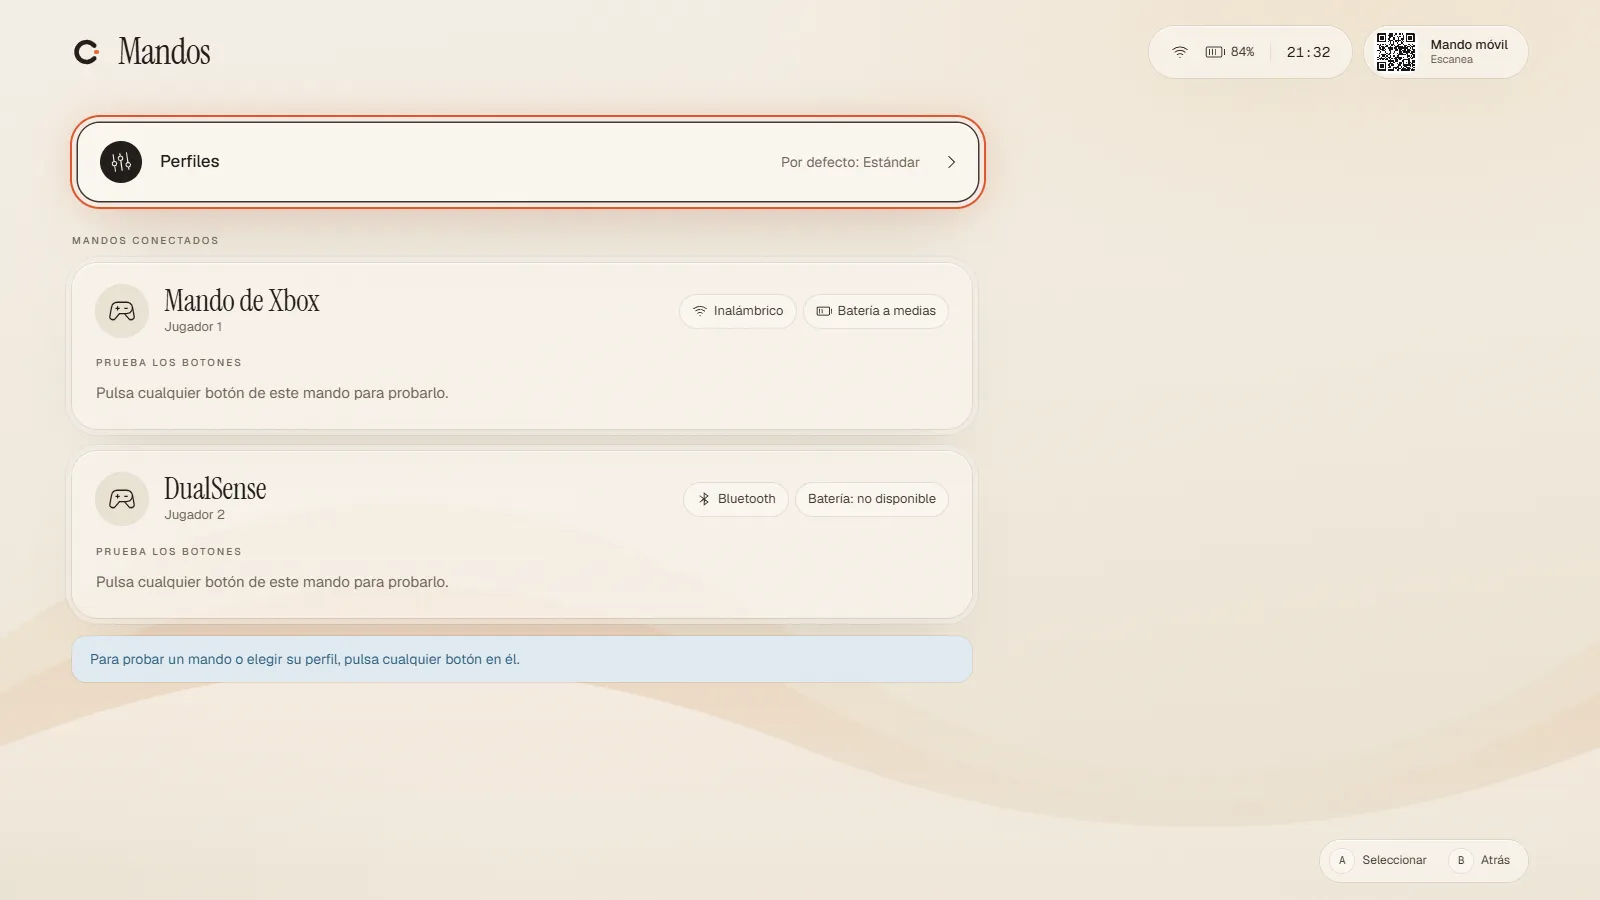 Mandos
84%
21:32
Mando móvil
Escanea
Perfiles
Por defecto: Estándar
MANDOS CONECTADOS
Mando de Xbox
Jugador 1
Inalámbrico
Batería a medias
PRUEBA LOS BOTONES
Pulsa cualquier botón de este mando para probarlo.
DualSense
Jugador 2
Bluetooth
Batería: no disponible
PRUEBA LOS BOTONES
Pulsa cualquier botón de este mando para probarlo.
Para probar un mando o elegir su perfil, pulsa cualquier botón en él.
A Seleccionar
B Atrás